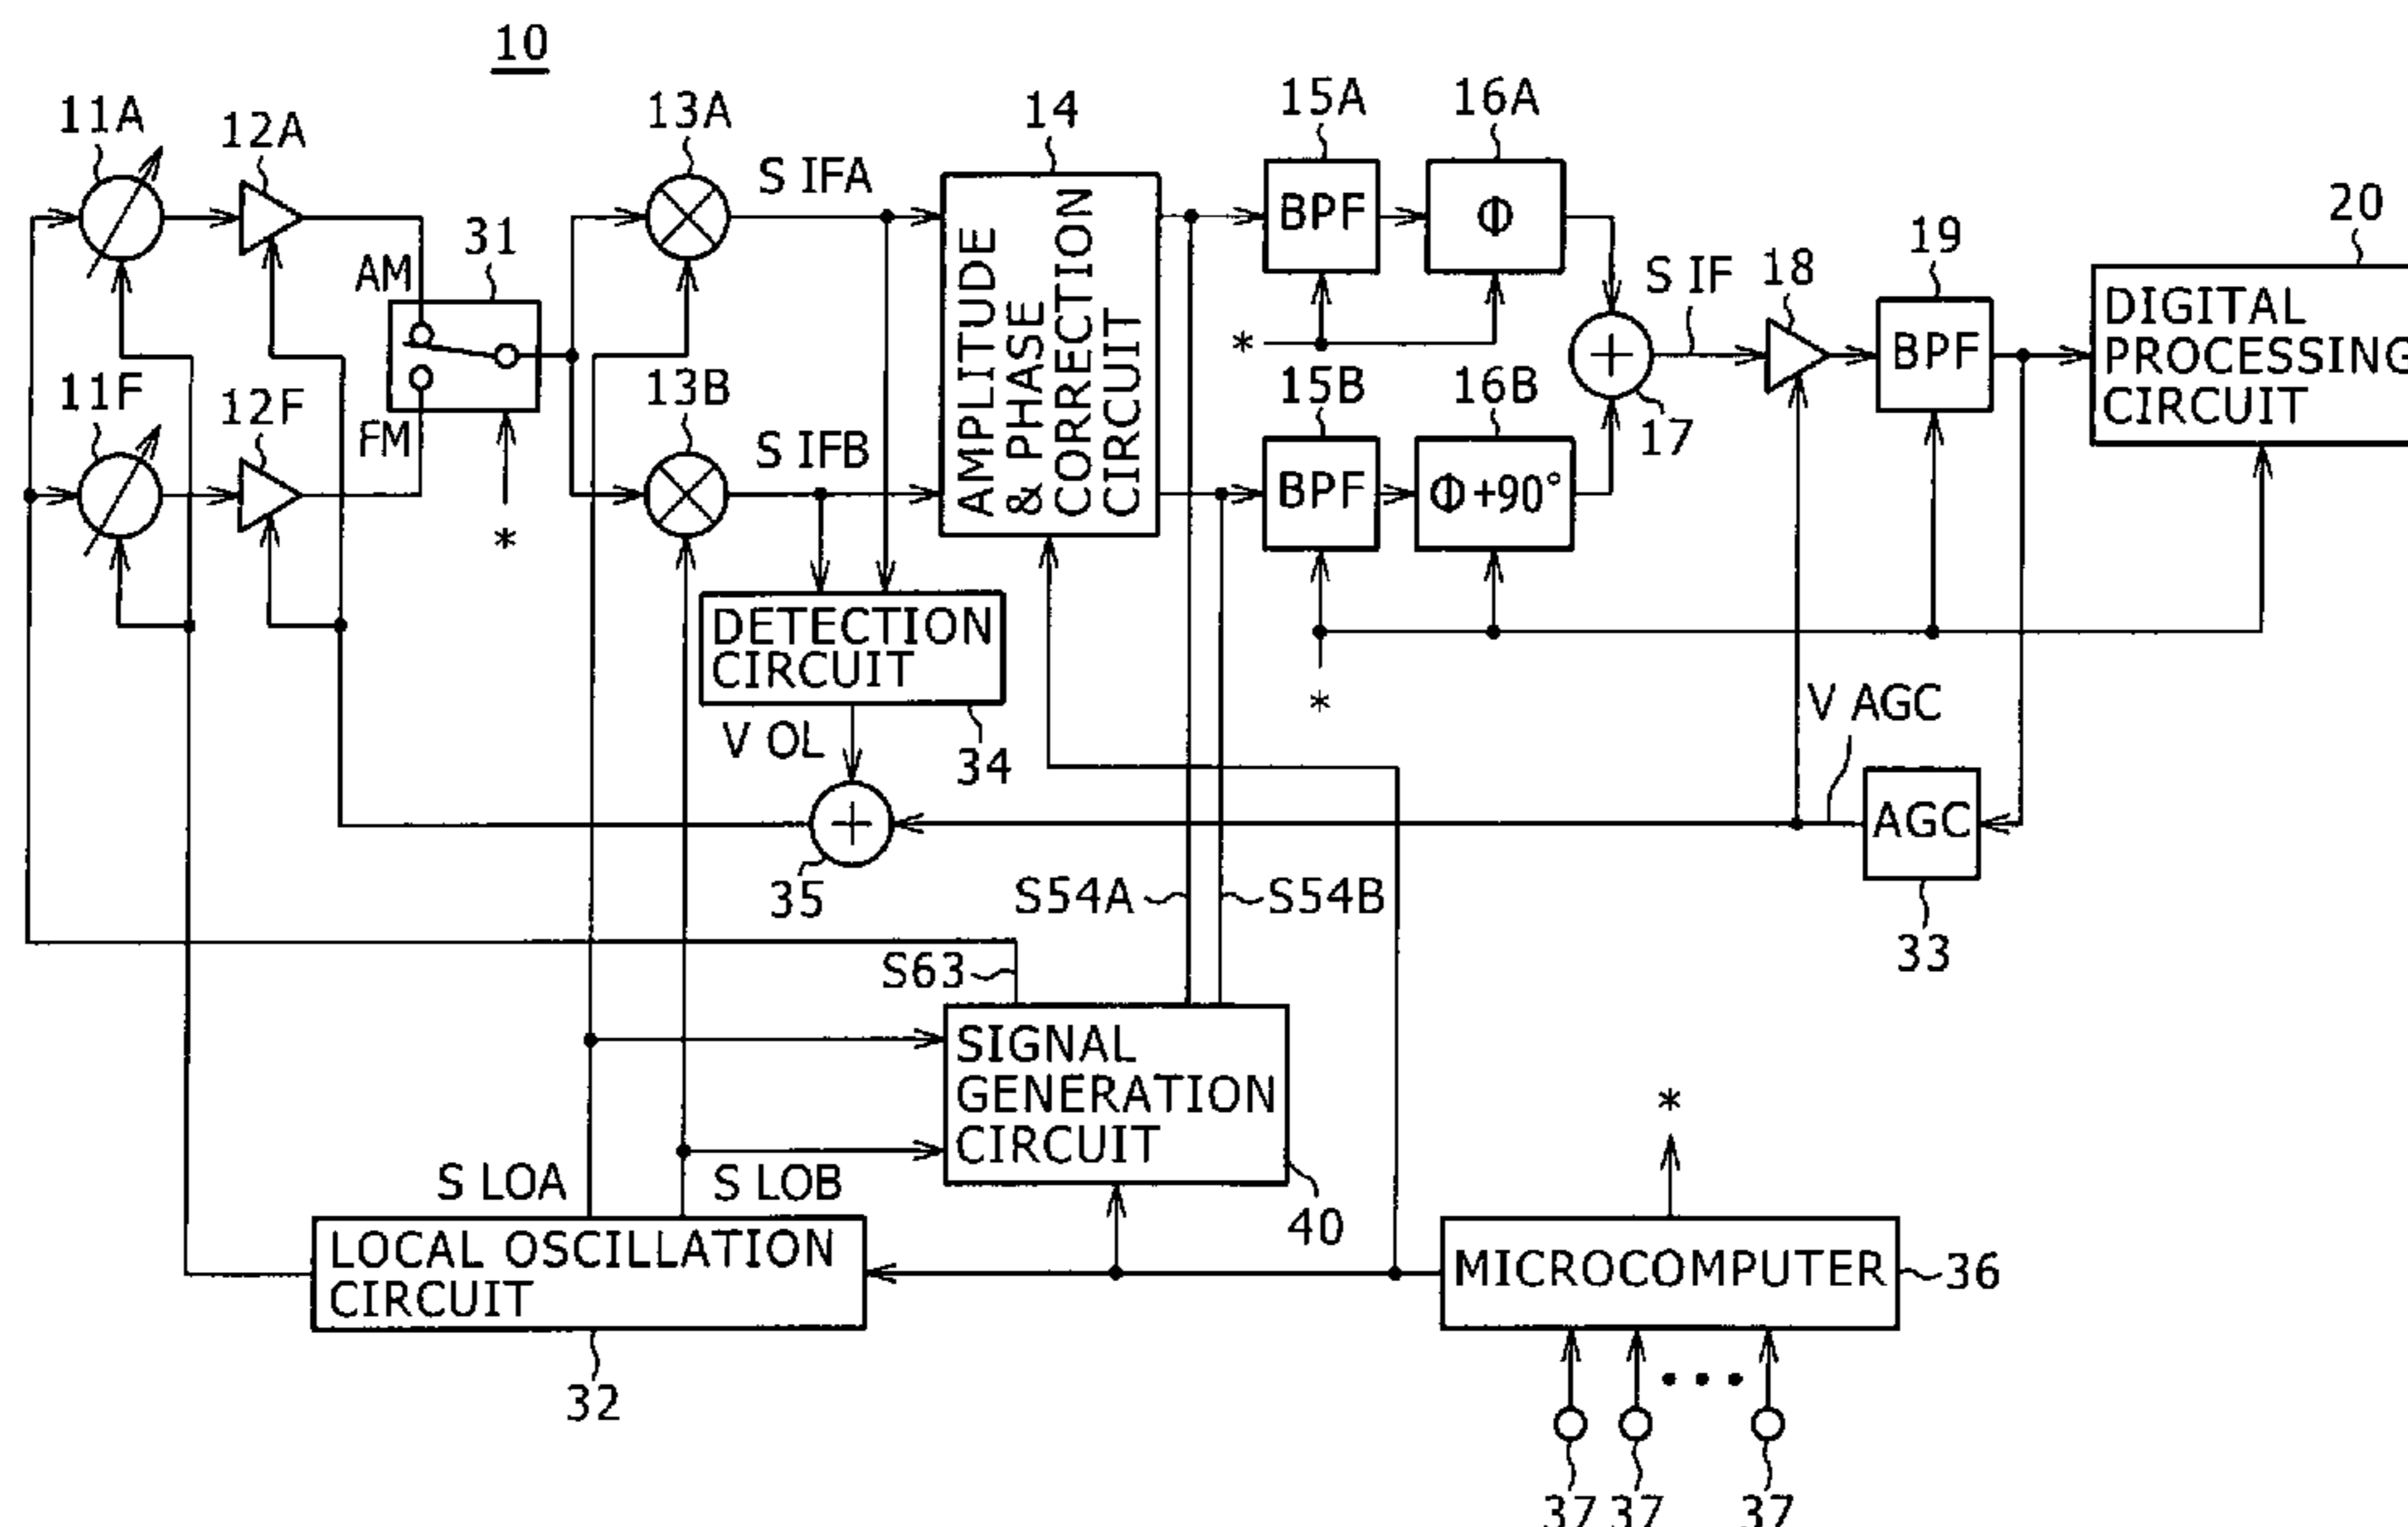 10
11A
12A
13A
14
15A
16A
S IFA
31
AM
AMPLITUDE
& PHASE
CORRECTION
CIRCUIT
BPF
Φ
S IF
18
19
20
*
BPF
DIGITAL
PROCESSING
CIRCUIT
11F
12F
FM
*
13B
S IFB
15B
16B
17
BPF
Φ+90°
DETECTION
CIRCUIT
34
*
V OL
V AGC
35
AGC
33
S54A
S54B
S63
SIGNAL
GENERATION
CIRCUIT
40
*
S LOA
S LOB
LOCAL OSCILLATION
CIRCUIT
32
MICROCOMPUTER
36
37
37
37